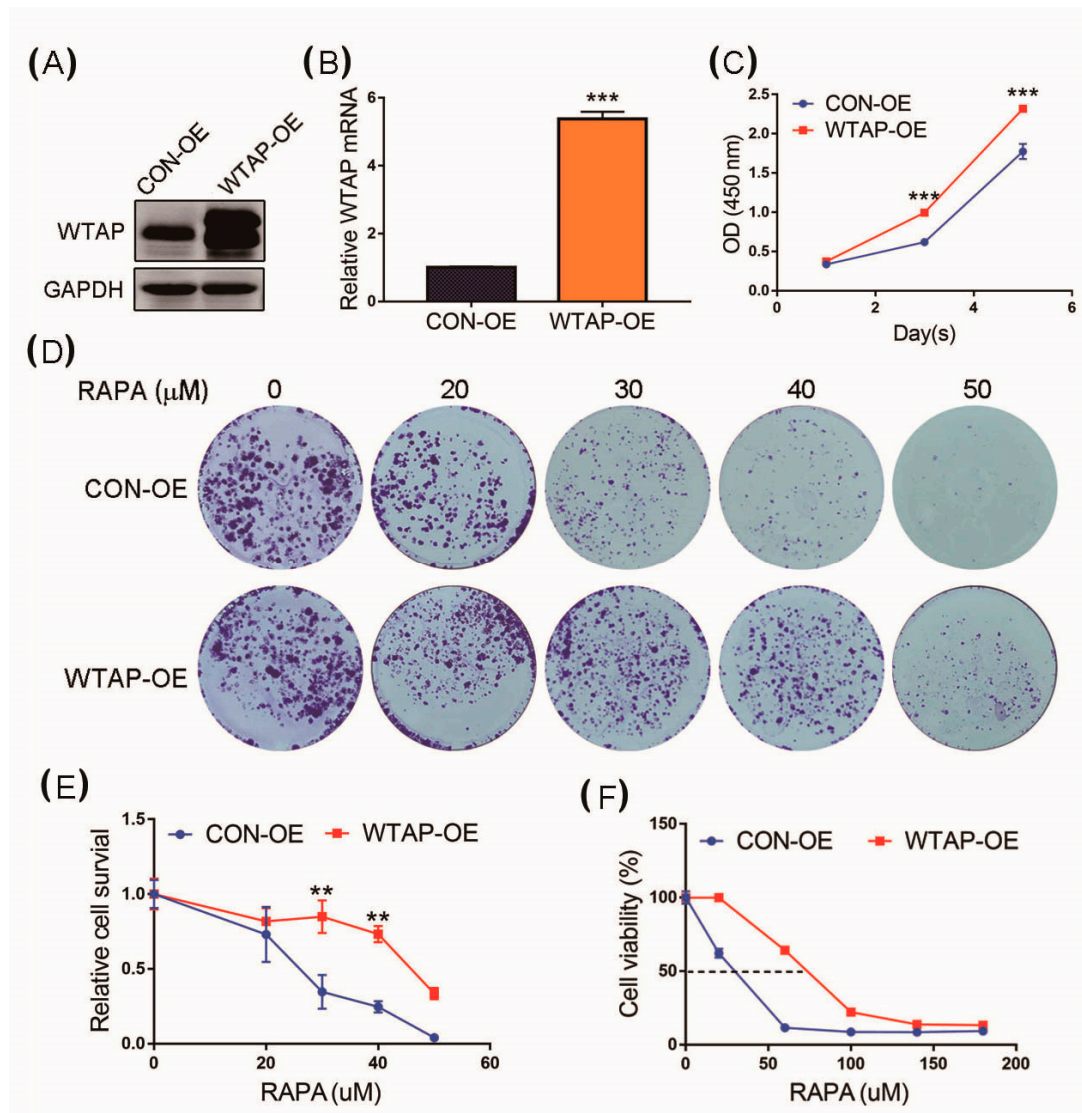 (A)
CON-OE
WTAP-OE
WTAP
GAPDH
(B)
Relative WTAP mRNA
6
4
2
0
***
CON-OE
WTAP-OE
(C)
CON-OE
WTAP-OE
OD (450 nm)
2.5
2.0
1.5
1.0
0.5
0.0
***
***
0 2 4 6
Day(s)
(D)
RAPA (μM) 0 20 30 40 50
CON-OE
WTAP-OE
(E)
CON-OE WTAP-OE
Relative cell survial
1.5
1.0
0.5
0.0
**
**
0 20 40 60
RAPA (uM)
(F)
CON-OE WTAP-OE
Cell viability (%)
150
100
50
0
0 50 100 150 200
RAPA (uM)